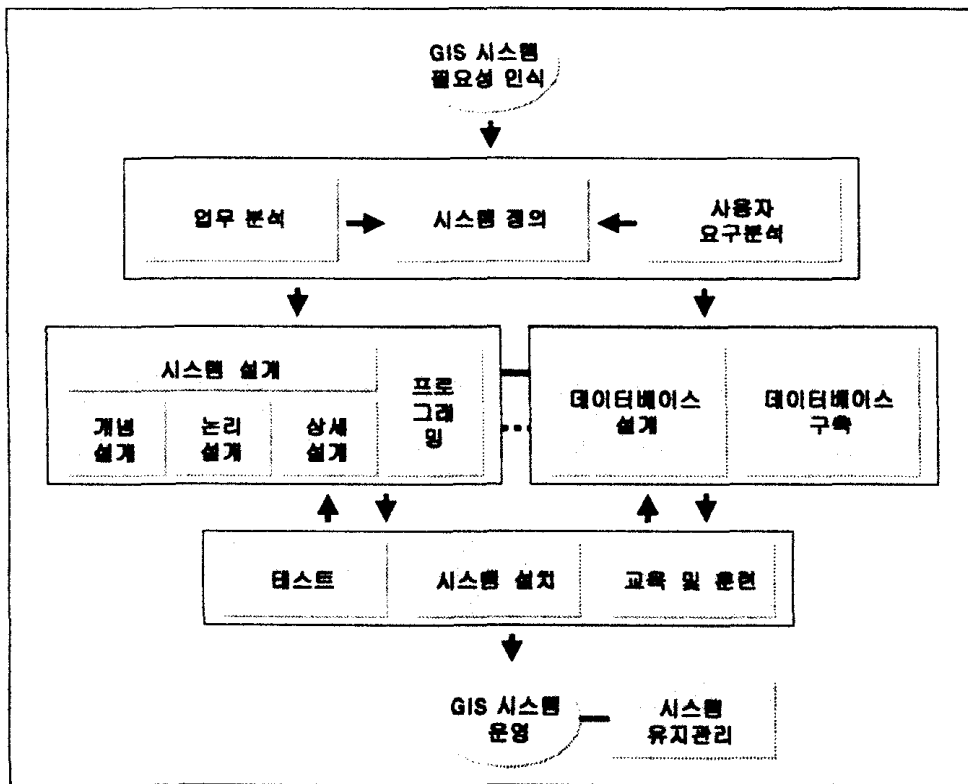 GIS 시스템
필요성 인식
업무 분석
시스템 정의
사용자
요구분석
시스템 설계
개념
설계
논리
설계
상세
설계
프로
그래
밍
데이터베이스
설계
데이터베이스
구축
테스트
시스템 설치
교육 및 훈련
GIS 시스템
운영
시스템
유지관리